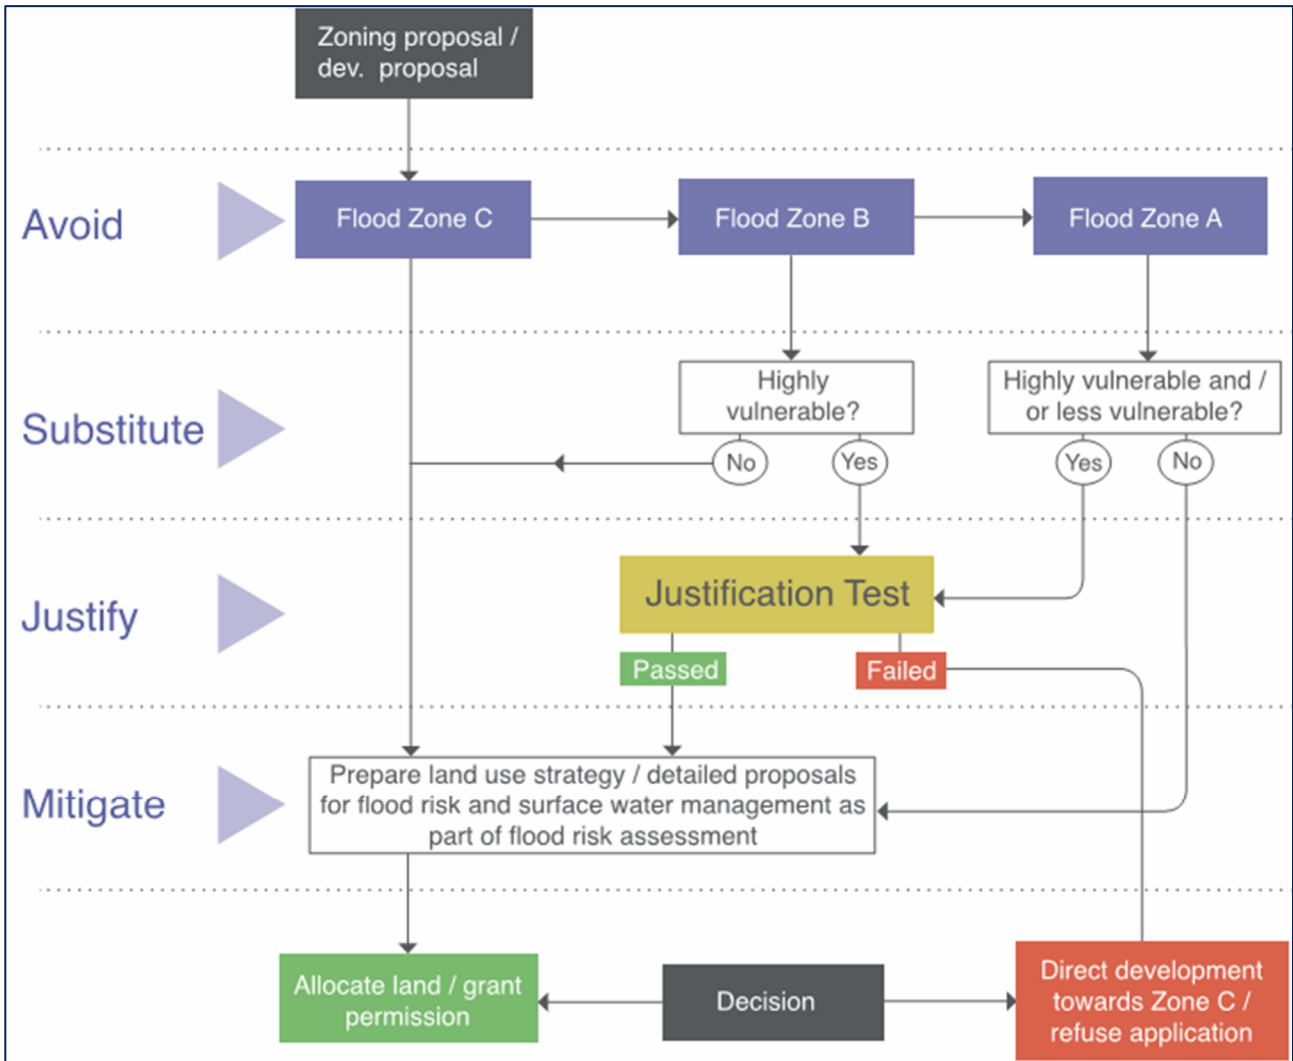 Zoning proposal /
dev. proposal
Avoid
Flood Zone C
Flood Zone B
Flood Zone A
Substitute
Highly
vulnerable?
No
Yes
Highly vulnerable and /
or less vulnerable?
Yes
No
Justify
Justification Test
Passed
Failed
Mitigate
Prepare land use strategy / detailed proposals
for flood risk and surface water management as
part of flood risk assessment
Allocate land / grant
permission
Decision
Direct development
towards Zone C /
refuse application